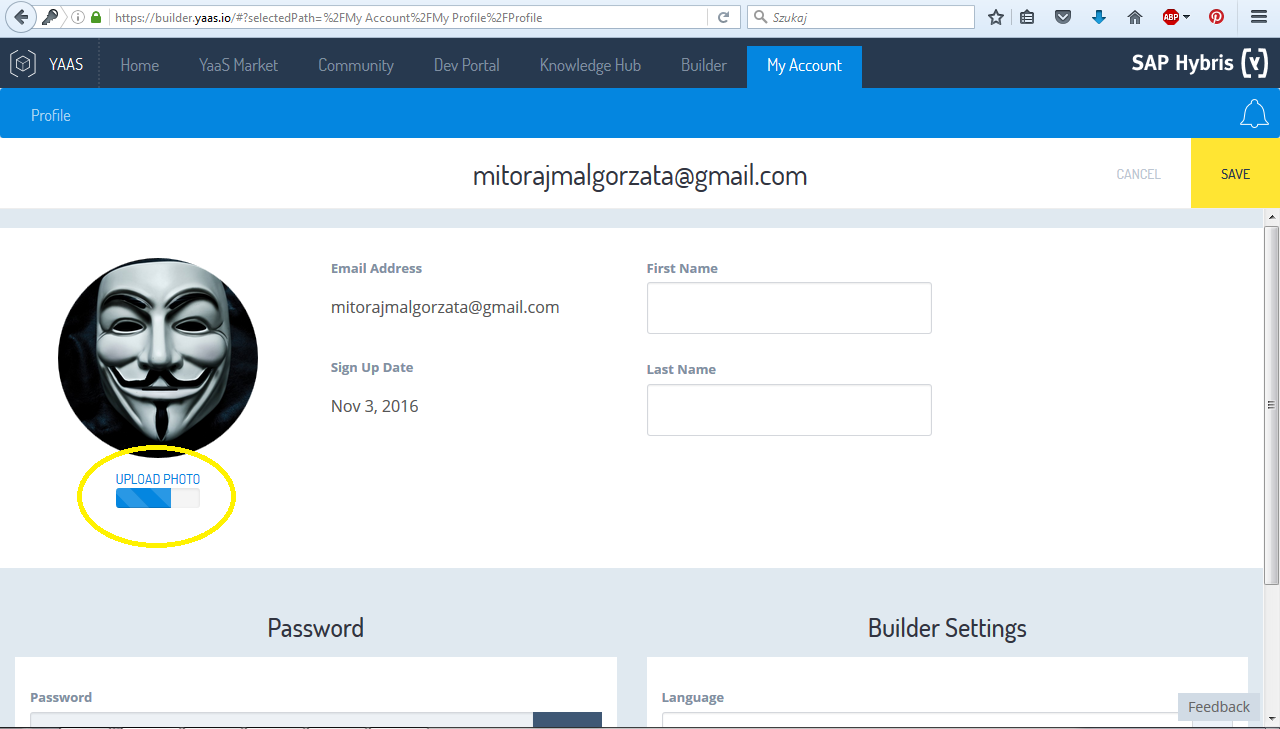 https://builder.yaas.io/#?selectedPath=%2FMy Account%2FMy Profile%2FProfile
Szukaj
ABP
YAAS
Home
YaaS Market
Community
Dev Portal
Knowledge Hub
Builder
My Account
SAP Hybris (Y)
Profile
mitorajmalgorzata@gmail.com
CANCEL
SAVE
Email Address
First Name
mitorajmalgorzata@gmail.com
Sign Up Date
Last Name
Nov 3, 2016
UPLOAD PHOTO
Password
Builder Settings
Password
Language
Feedback